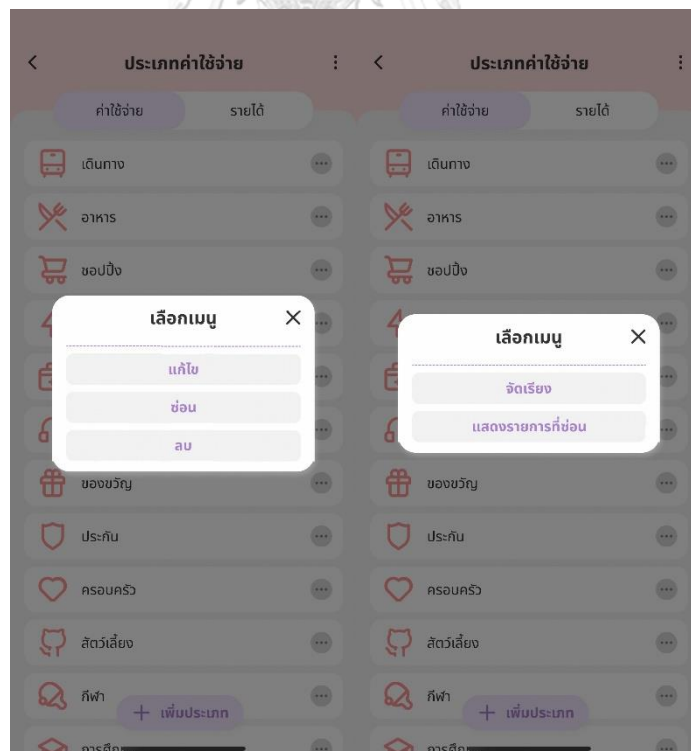 ประเภทค่าใช้จ่าย
ค่าใช้จ่าย รายได้
เดินทาง
อาหาร
ชอปปิ้ง
เลือกเมนู
แก้ไข
ซ่อน
ลบ
ของขวัญ
ประกัน
ครอบครัว
สัตว์เลี้ยง
กีฬา
+ เพิ่มประเภท
ประเภทค่าใช้จ่าย
ค่าใช้จ่าย รายได้
เดินทาง
อาหาร
ชอปปิ้ง
เลือกเมนู
จัดเรียง
แสดงรายการที่ซ่อน
ของขวัญ
ประกัน
ครอบครัว
สัตว์เลี้ยง
กีฬา
+ เพิ่มประเภท